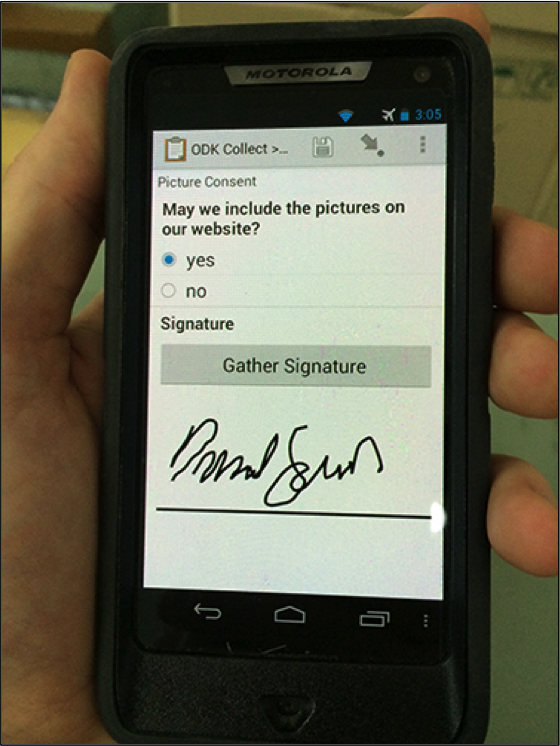 MOTOROLA
3:05
ODK Collect >...
Picture Consent
May we include the pictures on
our website?
yes
no
Signature
Gather Signature